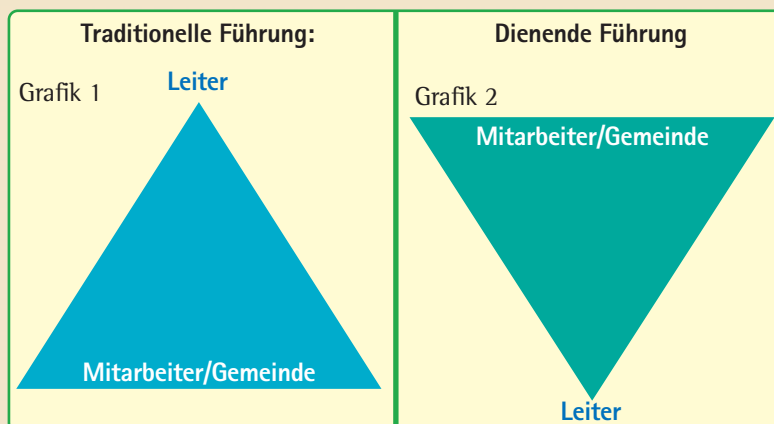 Traditionelle Führung:
Leiter
Grafik 1
Mitarbeiter/Gemeinde
Dienende Führung
Grafik 2
Mitarbeiter/Gemeinde
Leiter